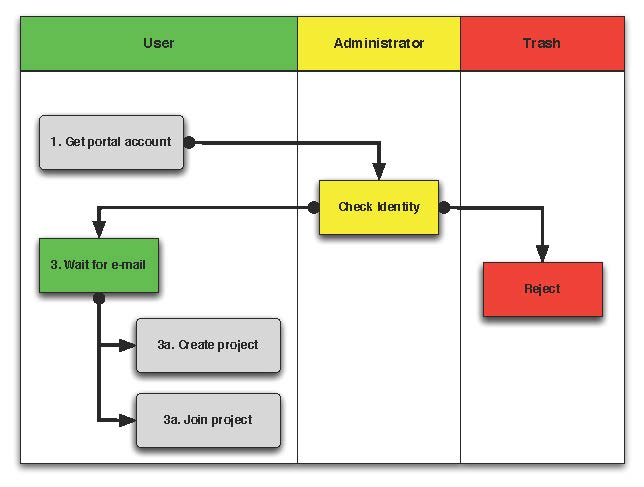 User
Administrator
Trash
1. Get portal account
Check Identity
3. Wait for e-mail
Reject
3a. Create project
3a. Join project